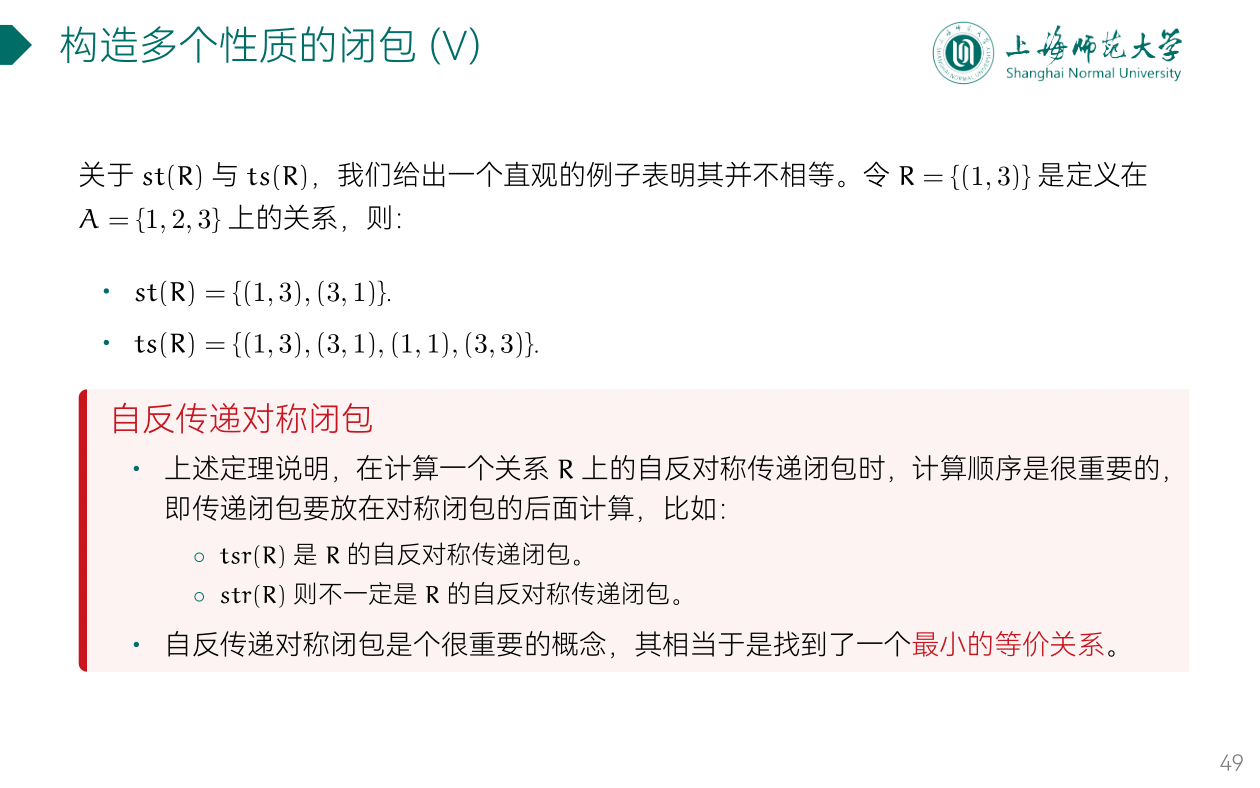 构造多个性质的闭包 (V)
上海师范大学
Shanghai Normal University
关于 st(R) 与 ts(R)，我们给出一个直观的例子表明其并不相等。令 R = {(1, 3)} 是定义在
A = {1, 2, 3} 上的关系，则：
• st(R) = {(1, 3), (3, 1)}.
• ts(R) = {(1, 3), (3, 1), (1, 1), (3, 3)}.
自反传递对称闭包
• 上述定理说明，在计算一个关系 R 上的自反对称传递闭包时，计算顺序是很重要的，
即传递闭包要放在对称闭包的后面计算，比如：
○ tsr(R) 是 R 的自反对称传递闭包。
○ str(R) 则不一定是 R 的自反对称传递闭包。
• 自反传递对称闭包是个很重要的概念，其相当于是找到了一个最小的等价关系。
49